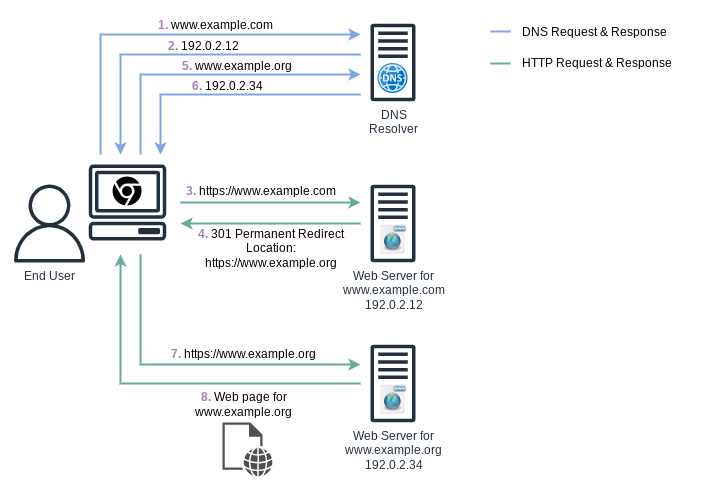 1. www.example.com
2. 192.0.2.12
5. www.example.org
6. 192.0.2.34
DNS
DNS
Resolver
DNS Request & Response
HTTP Request & Response
3. https://www.example.com
4. 301 Permanent Redirect
Location:
https://www.example.org
End User
Web Server for
www.example.com
192.0.2.12
7. https://www.example.org
8. Web page for
www.example.org
Web Server for
www.example.org
192.0.2.34